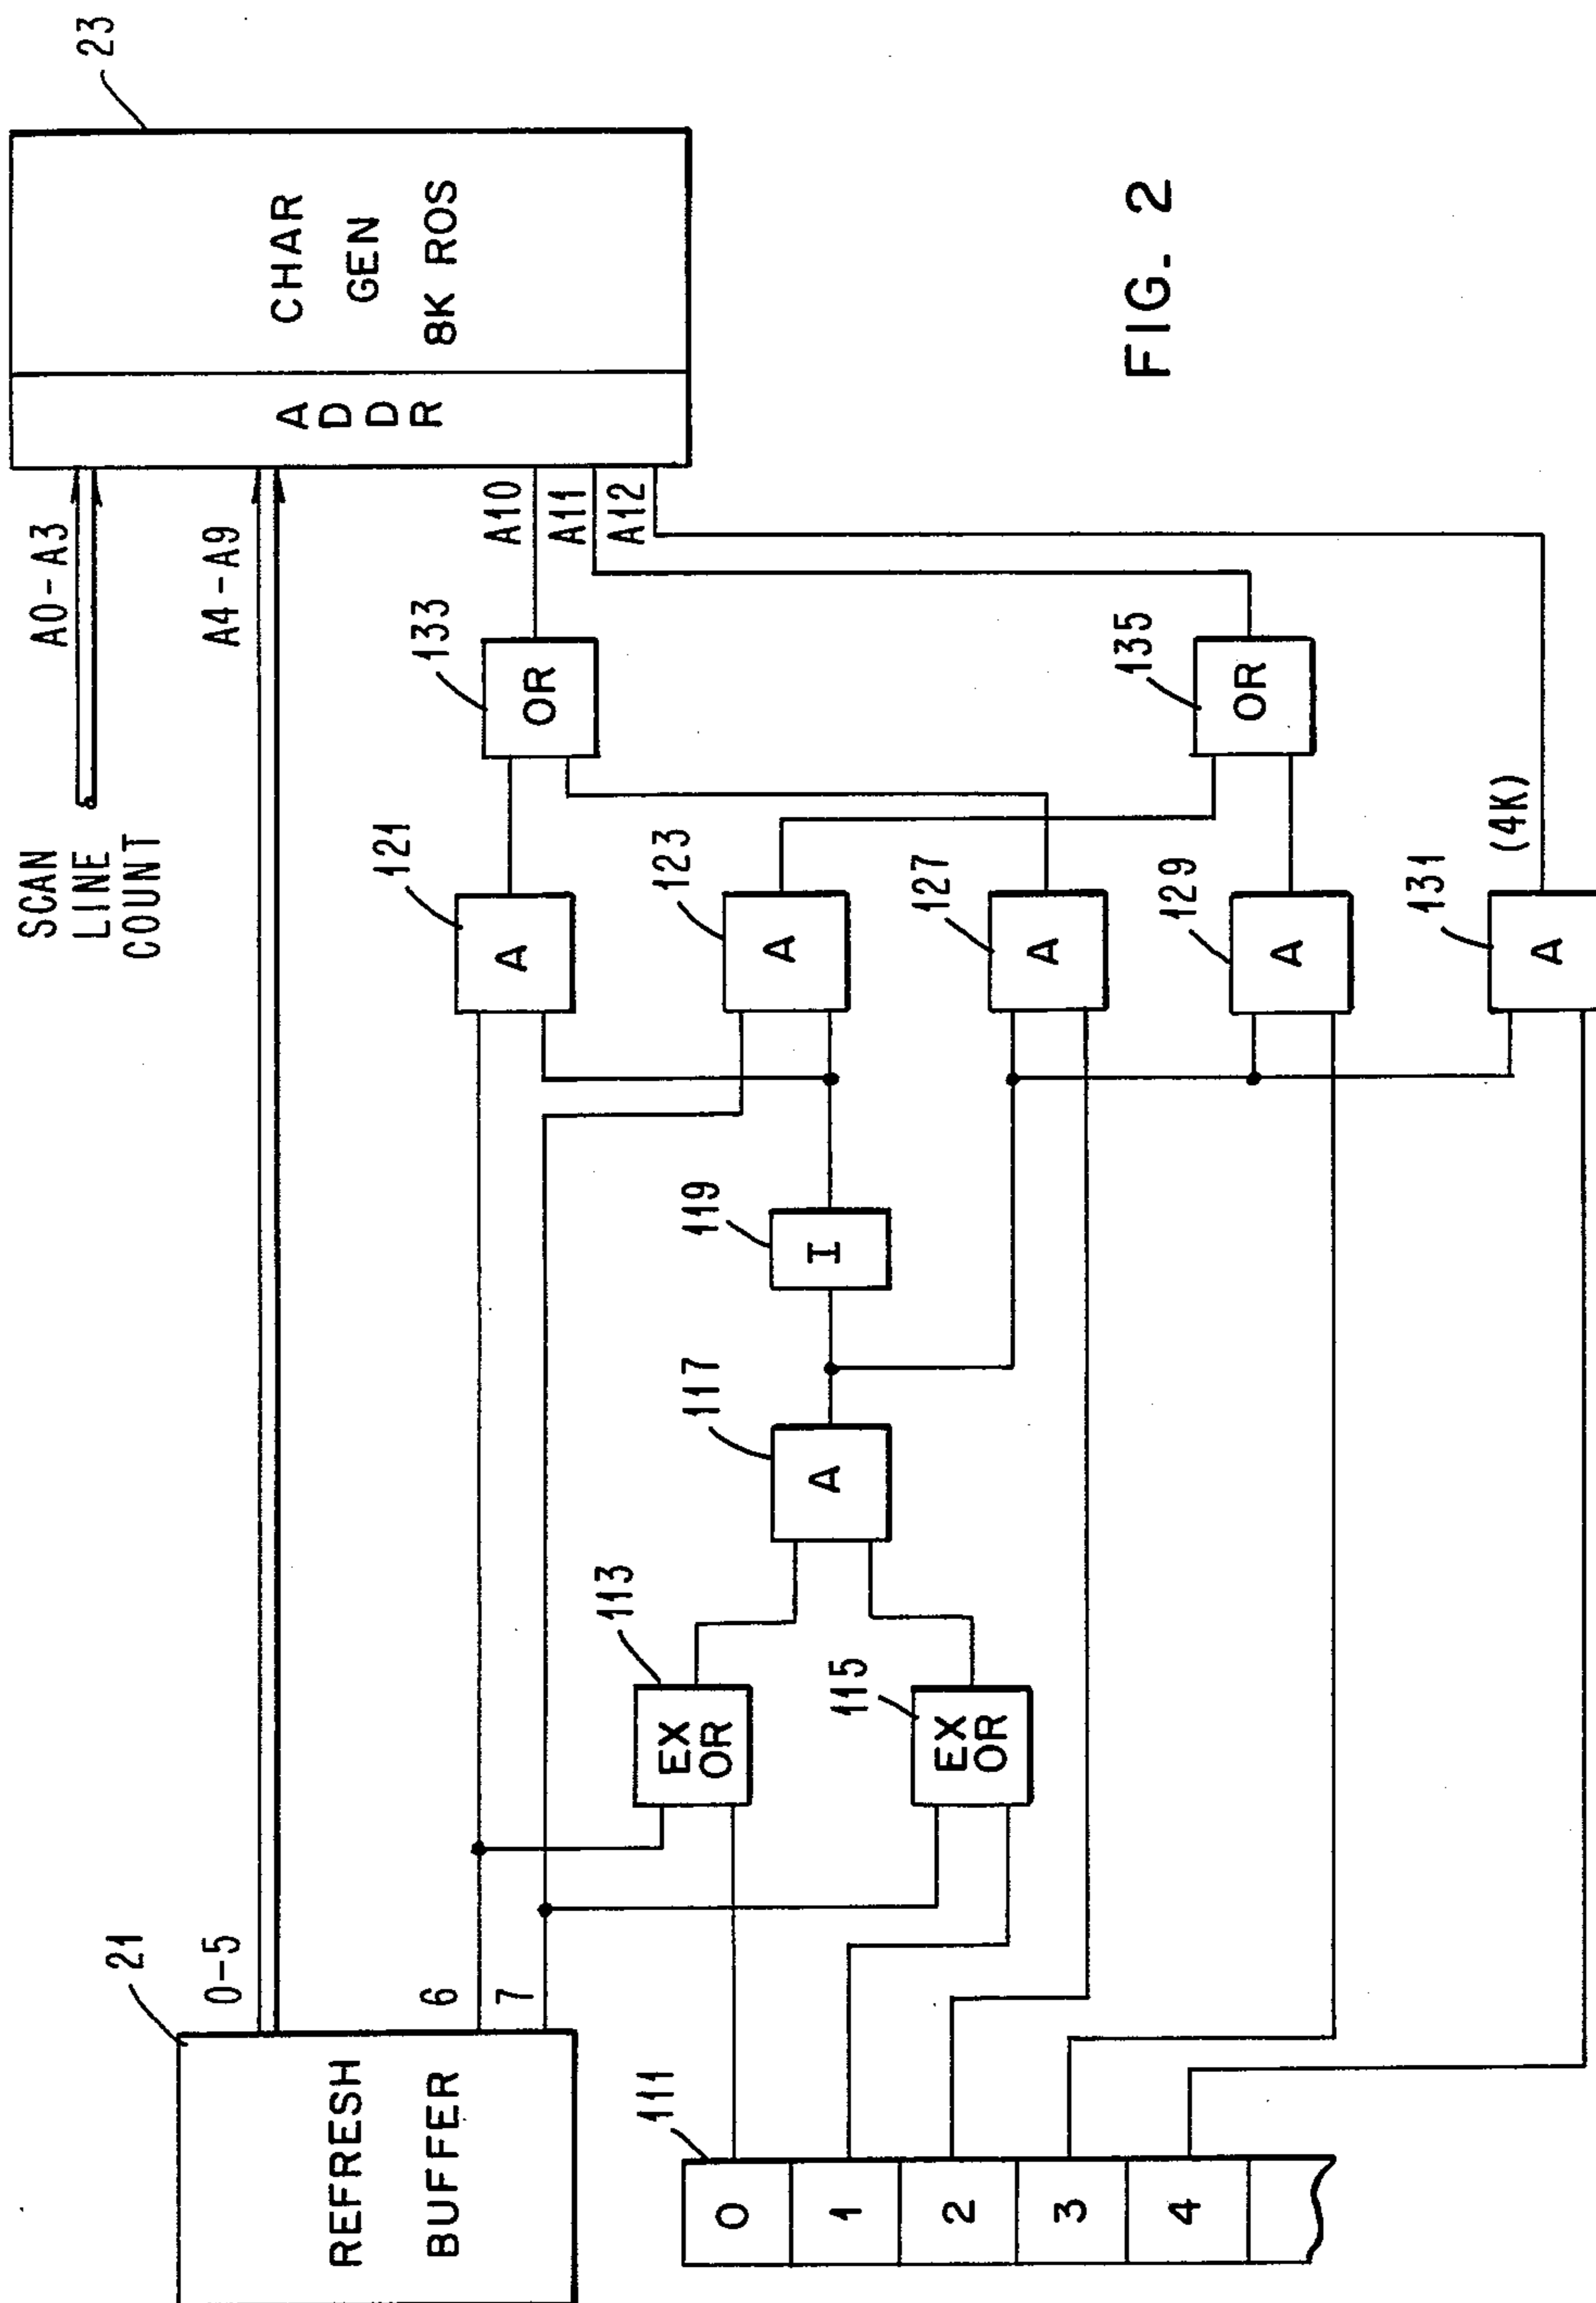 23
CHAR
GEN
8K ROS
ADDR
FIG. 2
SCAN
LINE
COUNT
A0-A3
A4-A9
A10
A11
A12
133
OR
135
OR
121
A
123
A
127
A
129
A
131
A
(4K)
119
I
117
A
113
EX
OR
115
EX
OR
21
0-5
6
7
REFRESH
BUFFER
111
0
1
2
3
4